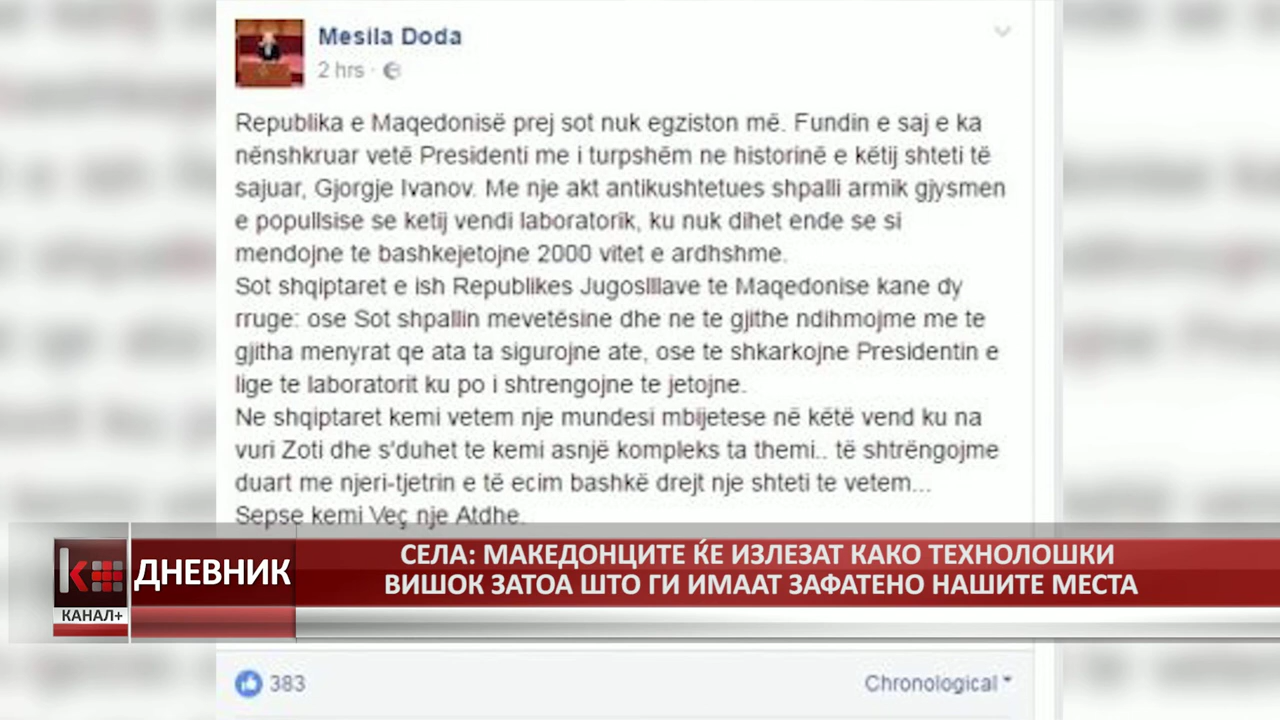 Mesila Doda
2 hrs
Republika e Maqedonisë prej sot nuk egziston më. Fundin e saj e ka
nënshkruar vetë Presidenti me i turpshëm ne historinë e këtij shteti të
sajuar, Gjorgje Ivanov. Me nje akt antikushtetues shpalli armik gjysmen
e popullsise se ketij vendi laboratorik, ku nuk dihet ende se si
mendojne te bashkejetojne 2000 vitet e ardhshme.
Sot shqiptaret e ish Republikes Jugoslllave te Maqedonise kane dy
rruge: ose Sot shpallin mevetësine dhe ne te gjithe ndihmojme me te
gjitha menyrat qe ata ta sigurojne ate, ose te shkarkojne Presidentin e
lige te laboratorit ku po i shtrengojne te jetojne.
Ne shqiptaret kemi vetem nje mundesi mbijetese në këtë vend ku na
vuri Zoti dhe s'duhet te kemi asnjë kompleks ta themi.. të shtrëngojme
duart me njeri-tjetrin e të ecim bashkë drejt nje shteti te vetem...
Sepse kemi Veç nje Atdhe.
СЕЛА: МАКЕДОНЦИТЕ ЌЕ ИЗЛЕЗАТ КАКО ТЕХНОЛОШКИ
ВИШОК ЗАТОА ШТО ГИ ИМААТ ЗАФАТЕНО НАШИТЕ МЕСТА
ДНЕВНИК
К
КАНАЛ+
383
Chronological